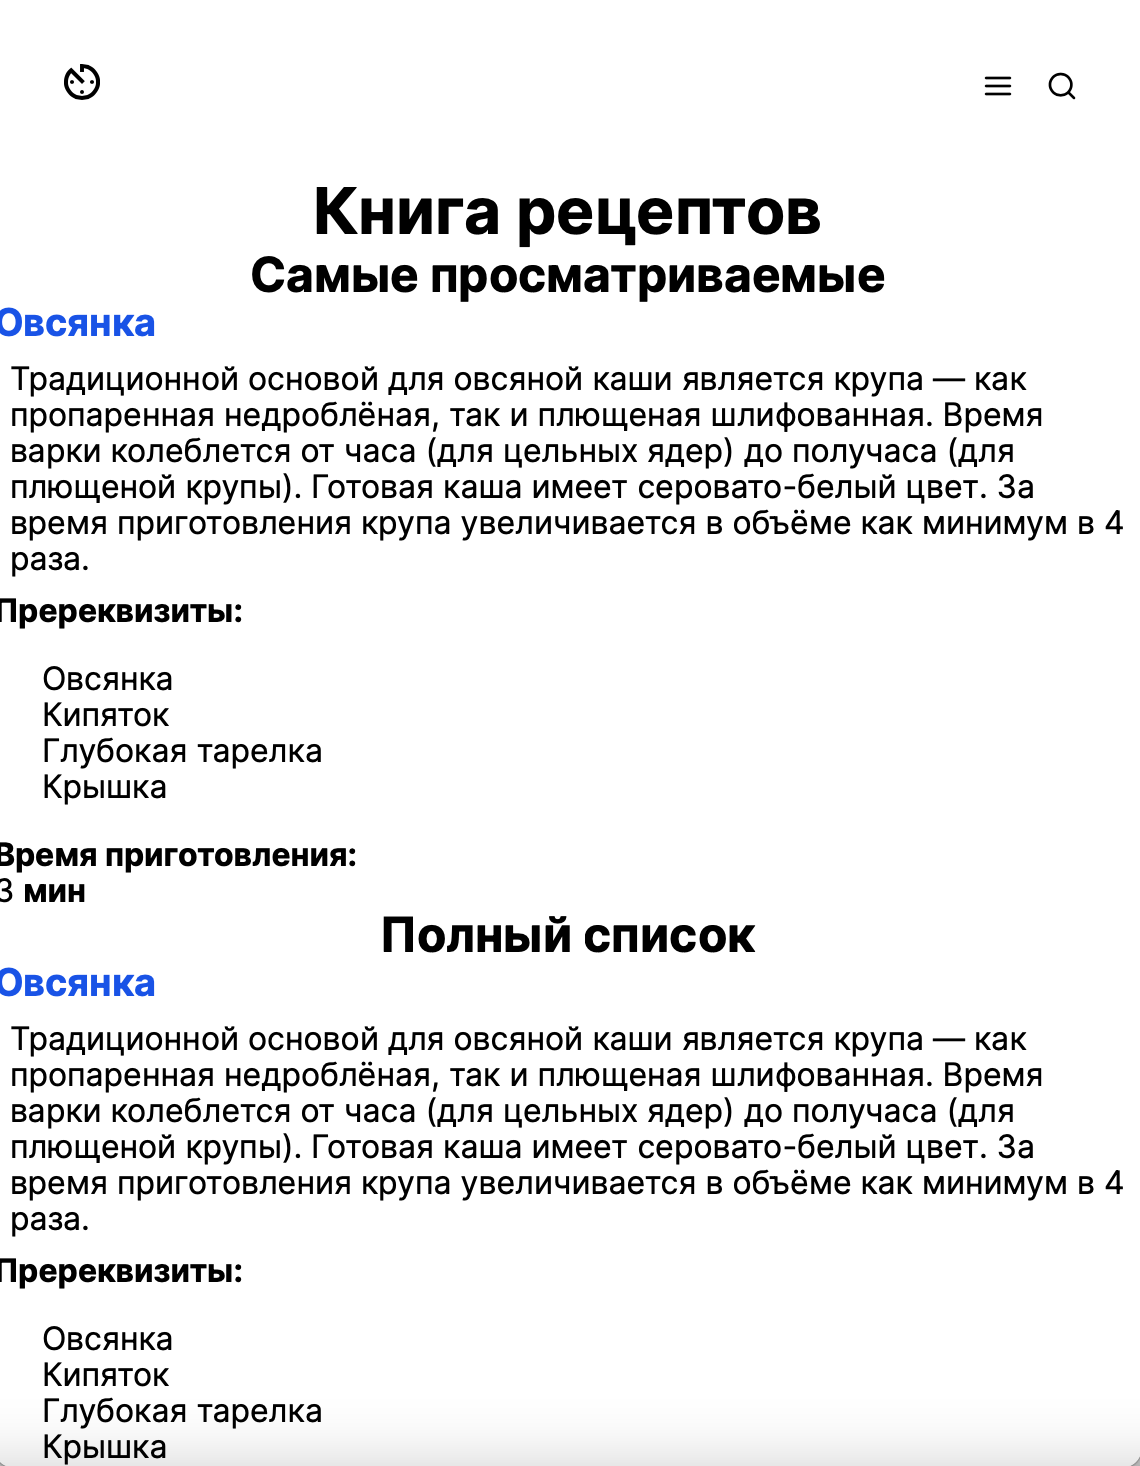 Книга рецептов
Самые просматриваемые
Овсянка
Традиционной основой для овсяной каши является крупа — как
пропаренная недроблёная, так и плющеная шлифованная. Время
варки колеблется от часа (для цельных ядер) до получаса (для
плющеной крупы). Готовая каша имеет серовато-белый цвет. За
время приготовления крупа увеличивается в объёме как минимум в 4
раза.
Пререквизиты:
Овсянка
Кипяток
Глубокая тарелка
Крышка
Время приготовления:
3 мин
Полный список
Овсянка
Традиционной основой для овсяной каши является крупа — как
пропаренная недроблёная, так и плющеная шлифованная. Время
варки колеблется от часа (для цельных ядер) до получаса (для
плющеной крупы). Готовая каша имеет серовато-белый цвет. За
время приготовления крупа увеличивается в объёме как минимум в 4
раза.
Пререквизиты:
Овсянка
Кипяток
Глубокая тарелка
Крышка